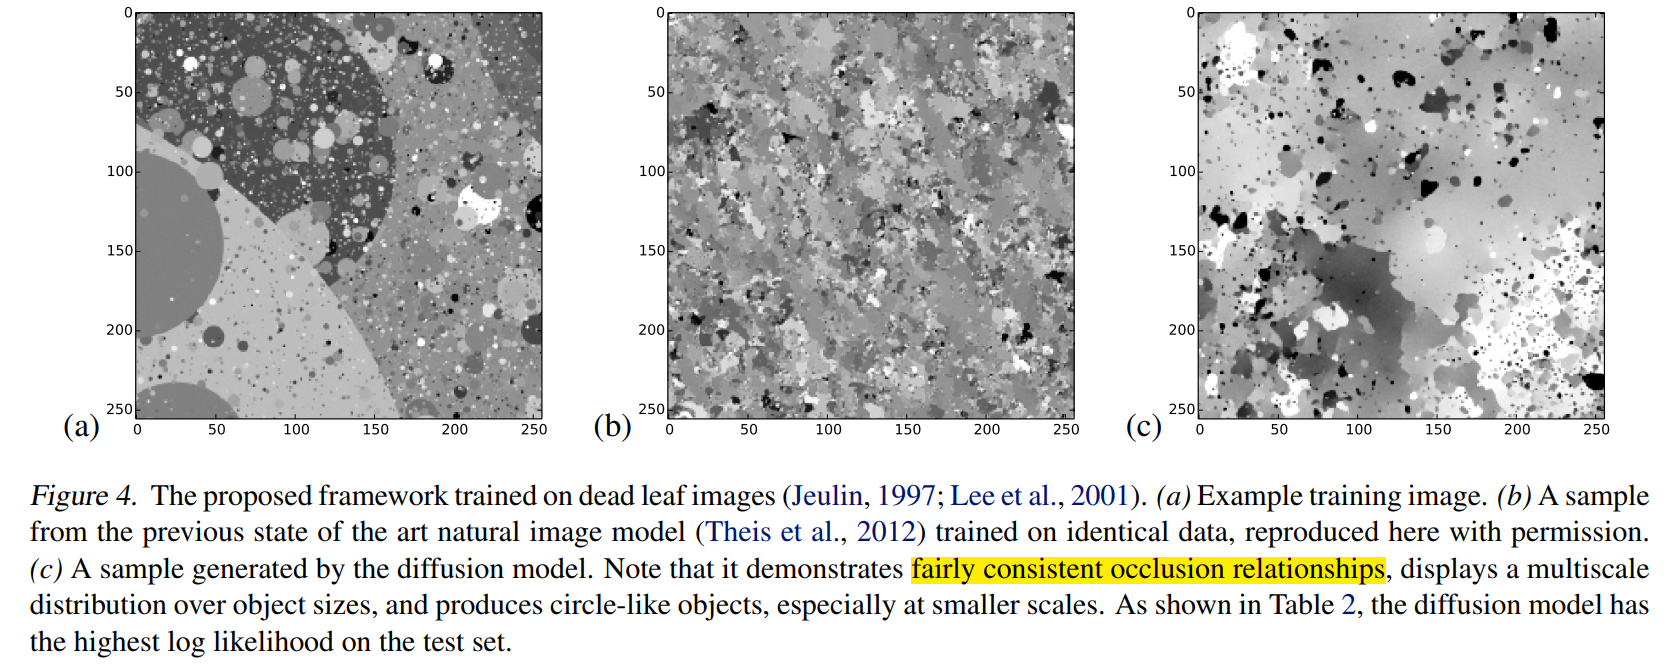 0
50
100
150
200
250
0 50 100 150 200 250
(a)
0
50
100
150
200
250
0 50 100 150 200 250
(b)
0
50
100
150
200
250
0 50 100 150 200 250
(c)
Figure 4. The proposed framework trained on dead leaf images (Jeulin, 1997; Lee et al., 2001). (a) Example training image. (b) A sample
from the previous state of the art natural image model (Theis et al., 2012) trained on identical data, reproduced here with permission.
(c) A sample generated by the diffusion model. Note that it demonstrates fairly consistent occlusion relationships, displays a multiscale
distribution over object sizes, and produces circle-like objects, especially at smaller scales. As shown in Table 2, the diffusion model has
the highest log likelihood on the test set.